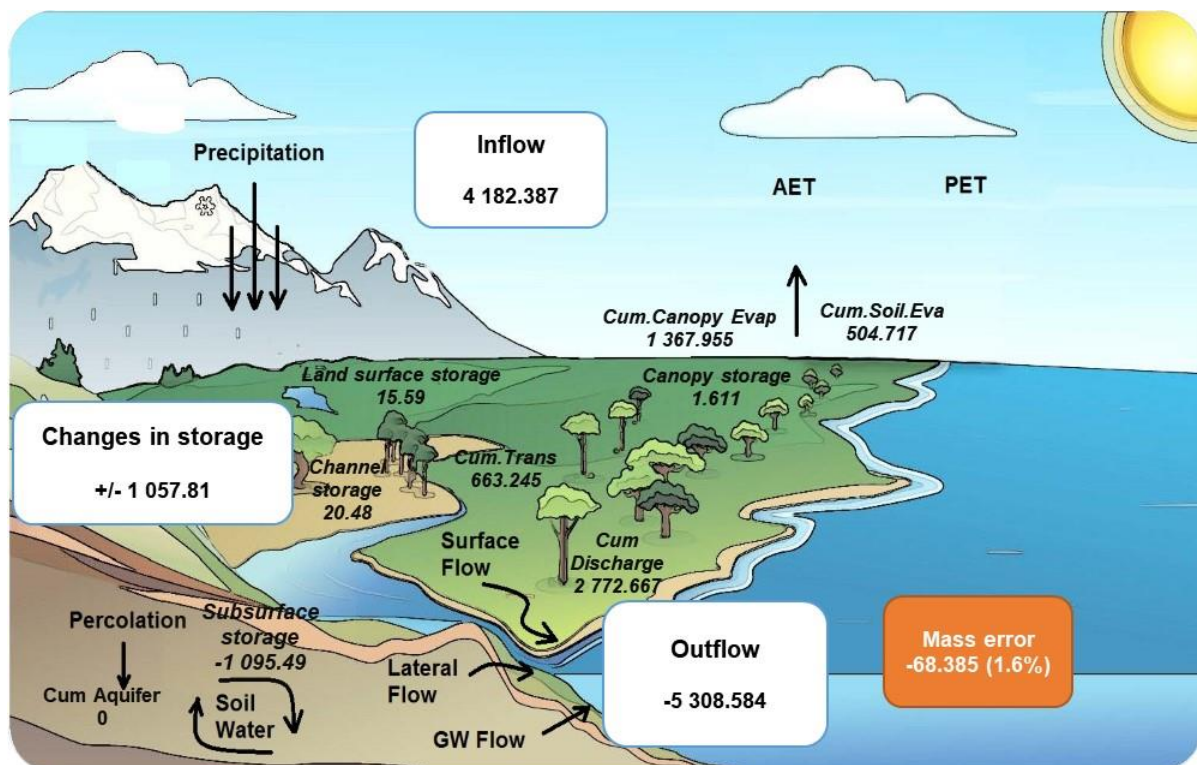 Precipitation
Inflow
4 182.387
AET
PET
Cum.Canopy Evap
1 367.955
Cum.Soil.Eva
504.717
Land surface storage
15.59
Canopy storage
1.611
Changes in storage
+/- 1 057.81
Channel
storage
20.48
Cum.Trans
663.245
Surface
Flow
Cum
Discharge
2 772.667
Percolation
Subsurface
storage
-1 095.49
Cum Aquifer
0
Soil
Water
Lateral
Flow
GW Flow
Outflow
-5 308.584
Mass error
-68.385 (1.6%)